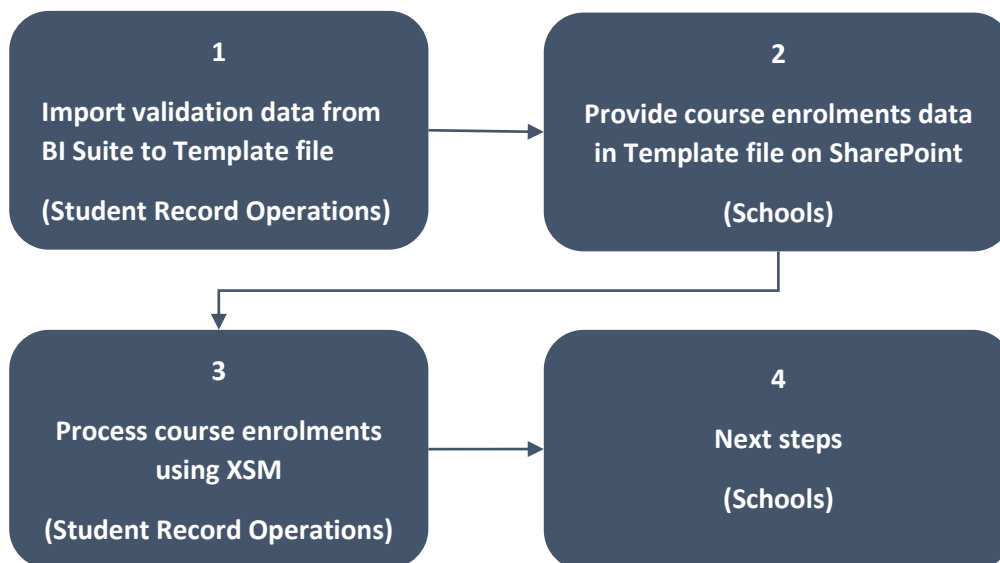 1
Import validation data from
BI Suite to Template file
(Student Record Operations)
2
Provide course enrolments data
in Template file on SharePoint
(Schools)
3
Process course enrolments
using XSM
(Student Record Operations)
4
Next steps
(Schools)